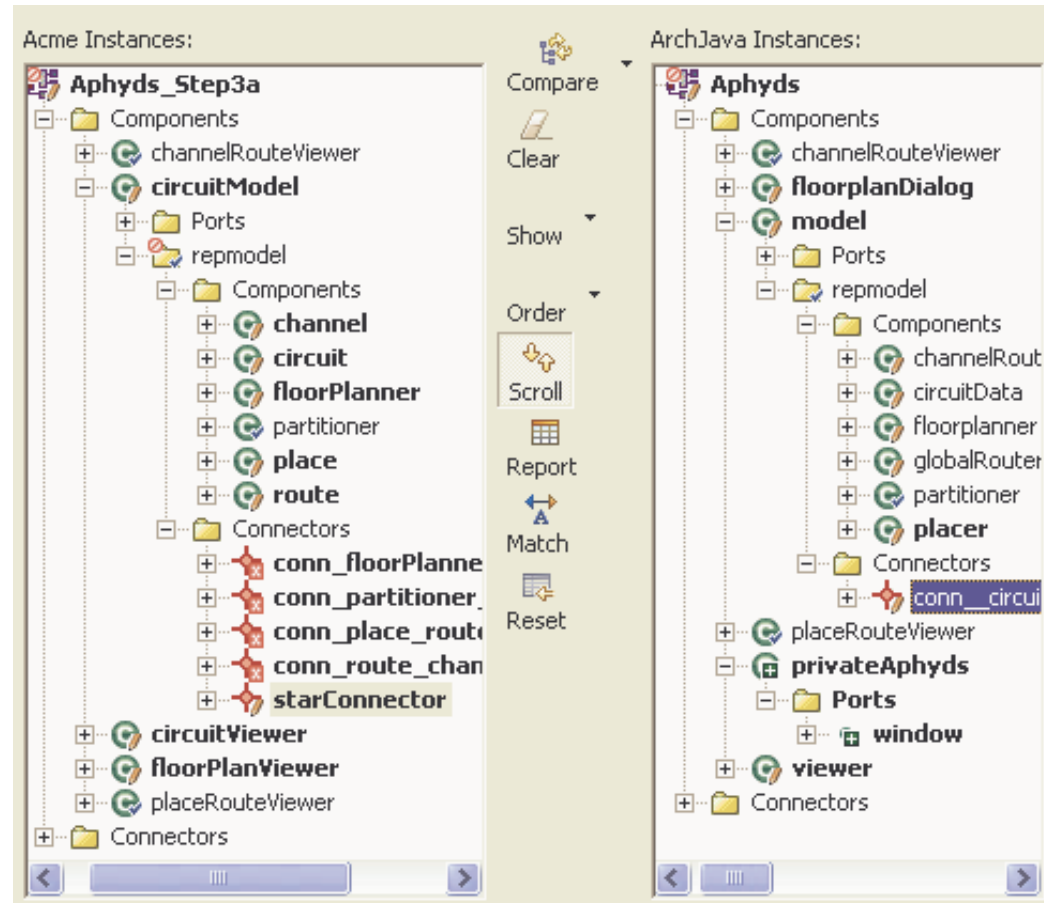 Acme Instances:
Aphyds_Step3a
Components
channelRouteViewer
circuitModel
Ports
repmodel
Components
channel
circuit
floorPlanner
partitioner
place
route
Connectors
conn_floorPlanne
conn_partitioner_
conn_place_route
conn_route_chan
starConnector
circuitViewer
floorPlanViewer
placeRouteViewer
Connectors
Compare
Clear
Show
Order
Scroll
Report
Match
Reset
ArchJava Instances:
Aphyds
Components
channelRouteViewer
floorplanDialog
model
Ports
repmodel
Components
channelRout
circuitData
floorplanner
globalRouter
partitioner
placer
Connectors
conn__circui
placeRouteViewer
privateAphyds
Ports
window
viewer
Connectors